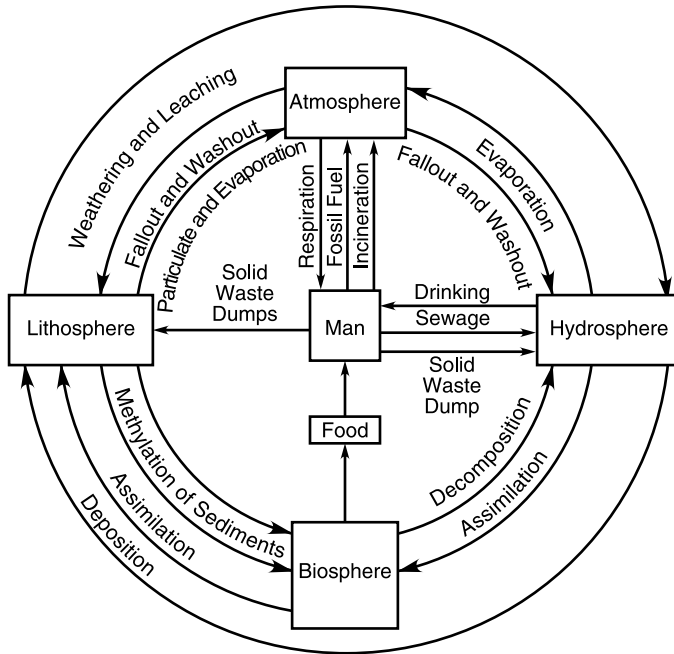 Atmosphere
Weathering and Leaching
Fallout and Washout
Particulate and Evaporation
Respiration
Fossil Fuel
Incineration
Fallout and Washout
Evaporation
Solid
Waste
Dumps
Drinking
Lithosphere
Man
Sewage
Hydrosphere
Solid
Waste
Dump
Food
Methylation of Sediments
Assimilation
Deposition
Decomposition
Assimilation
Biosphere